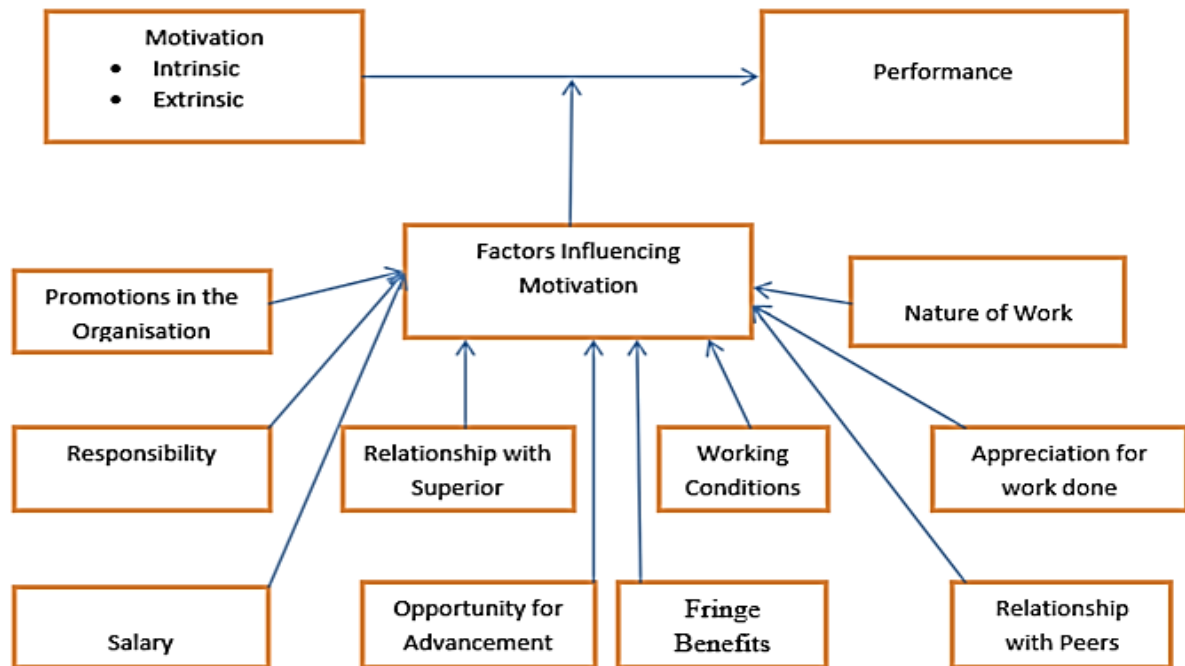 Motivation
• Intrinsic
• Extrinsic
Performance
Factors Influencing
Motivation
Promotions in the
Organisation
Nature of Work
Responsibility
Relationship with
Superior
Working
Conditions
Appreciation for
work done
Salary
Opportunity for
Advancement
Fringe
Benefits
Relationship
with Peers